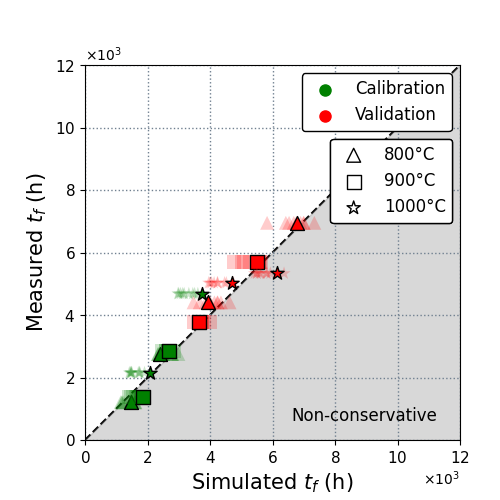 ×10³
12
10
8
6
4
2
0
Measured t_f (h)
Calibration
Validation
800°C
900°C
1000°C
Non-conservative
0 2 4 6 8 10 12
Simulated t_f (h)
×10³